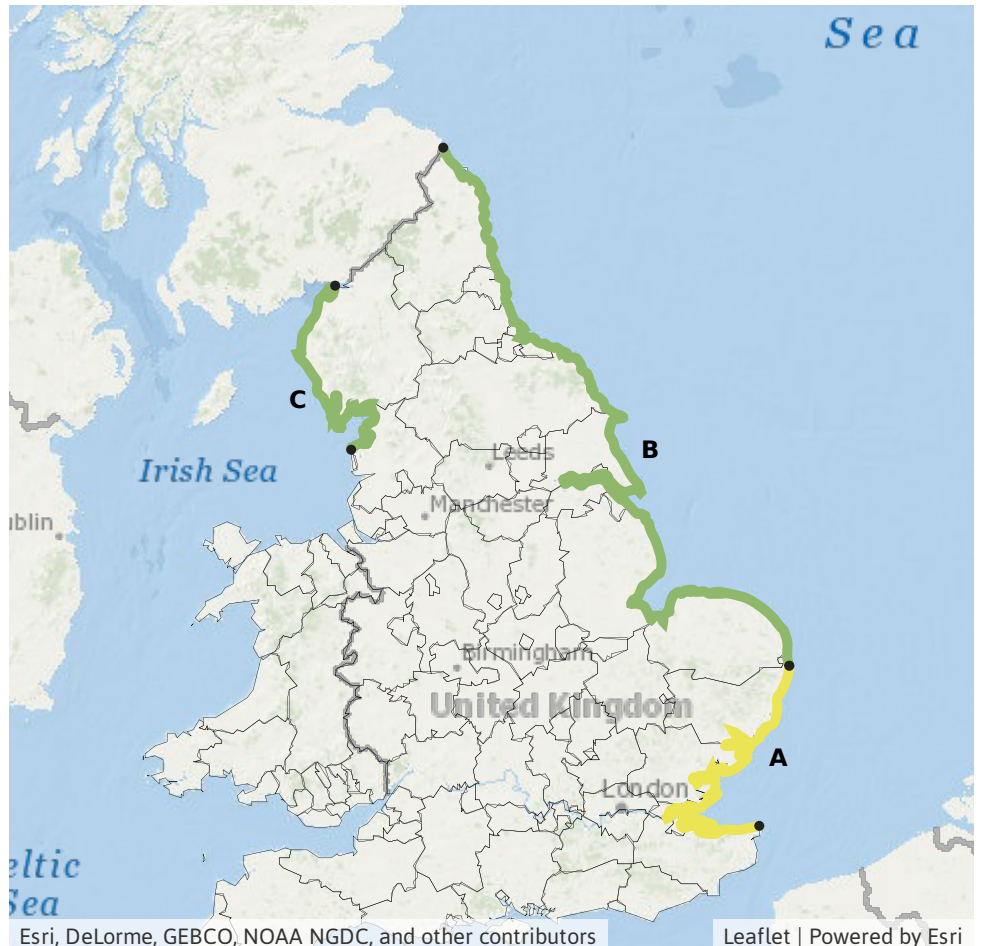 Sea
C
B
Leeds
Irish Sea
Manchester
ublin
Birmingham
United Kingdom
A
London
eltic
Sea
Esri, DeLorme, GEBCO, NOAA NGDC, and other contributors
Leaflet | Powered by Esri